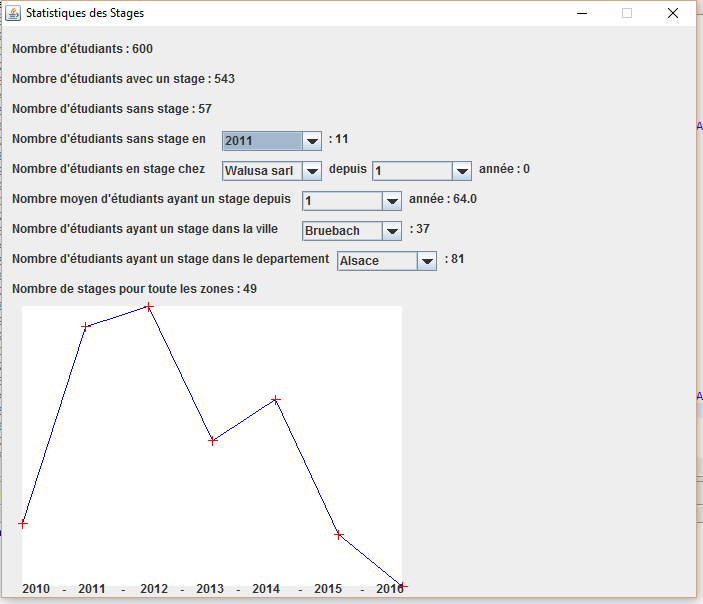 Statistiques des Stages
Nombre d'étudiants : 600
Nombre d'étudiants avec un stage : 543
Nombre d'étudiants sans stage : 57
Nombre d'étudiants sans stage en 2011 : 11
Nombre d'étudiants en stage chez Walusa sarl depuis 1 année : 0
Nombre moyen d'étudiants ayant un stage depuis 1 année : 64.0
Nombre d'étudiants ayant un stage dans la ville Bruebach : 37
Nombre d'étudiants ayant un stage dans le departement Alsace : 81
Nombre de stages pour toute les zones : 49
2010 - 2011 - 2012 - 2013 - 2014 - 2015 - 2016